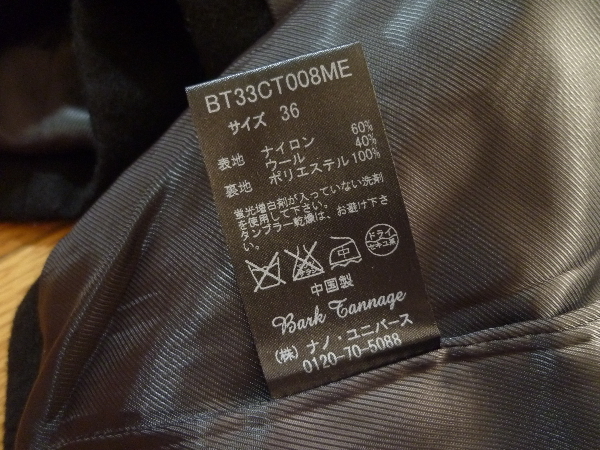 BT33CT008ME
サイズ 36
表地 ナイロン 60%
ウール 40%
裏地 ポリエステル 100%
蛍光増白剤が入っていない洗剤
を使用して下さい。
タンブラー乾燥は、お避け下さ
い。
中 ドライ
セキユ系
中国製
Bark Tannage
(株) ナノ・ユニバース
0120-70-5088